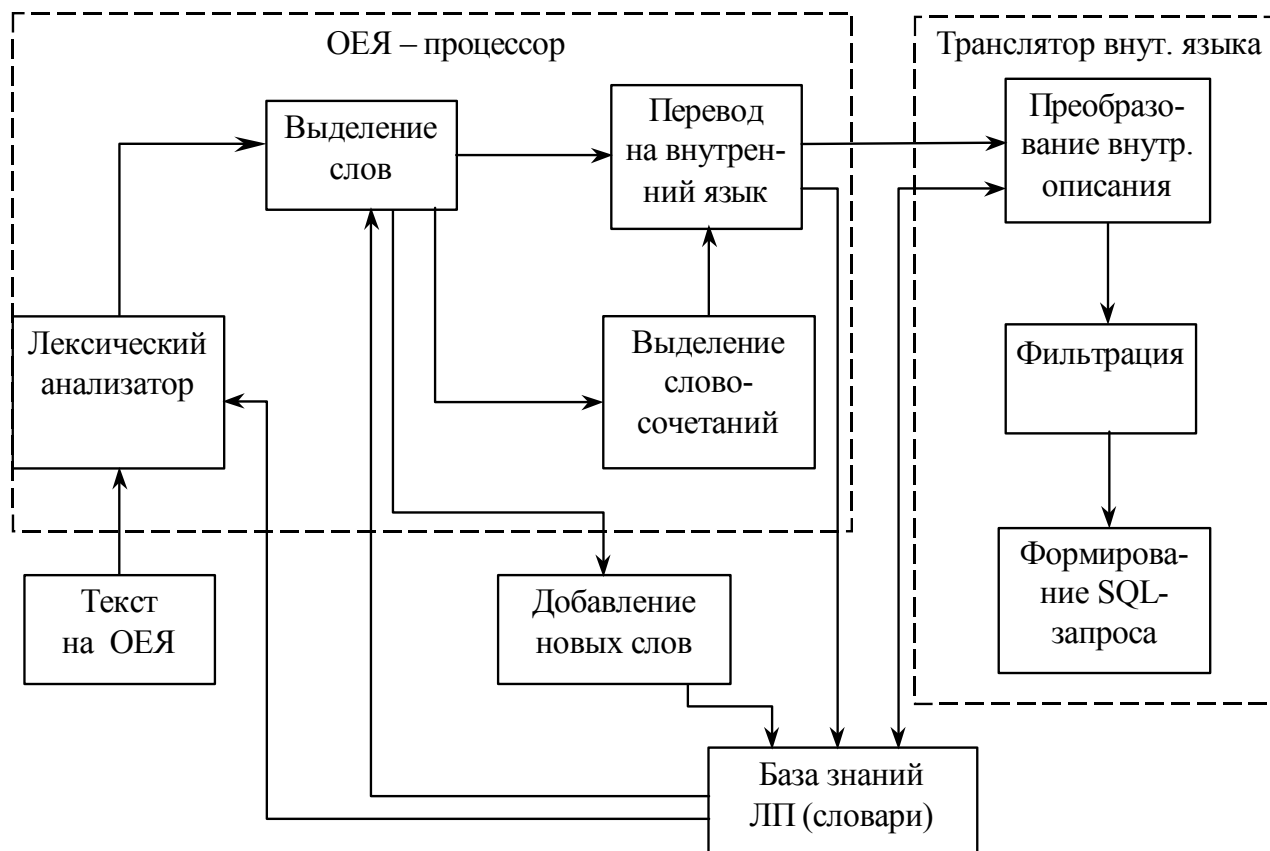 ОЕЯ – процессор
Транслятор внут. языка
Выделение
слов
Перевод
на внутрен-
ний язык
Преобразо-
вание внутр.
описания
Лексический
анализатор
Выделение
слово-
сочетаний
Фильтрация
Текст
на ОЕЯ
Добавление
новых слов
Формирова-
ние SQL-
запроса
База знаний
ЛП (словари)